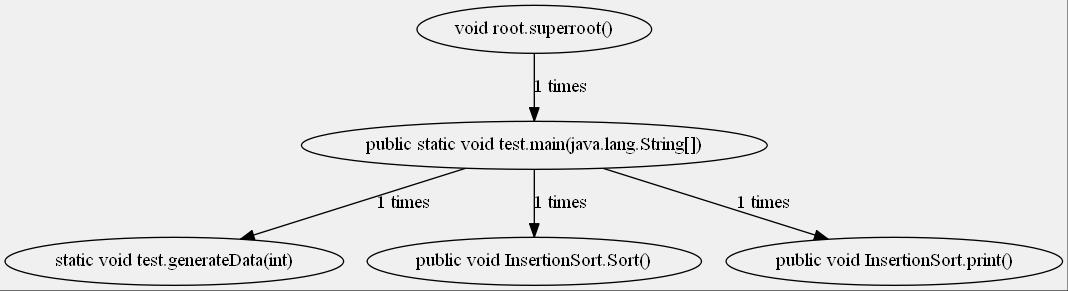 void root.superroot()
1 times
public static void test.main(java.lang.String[])
1 times
1 times
1 times
static void test.generateData(int)
public void InsertionSort.Sort()
public void InsertionSort.print()